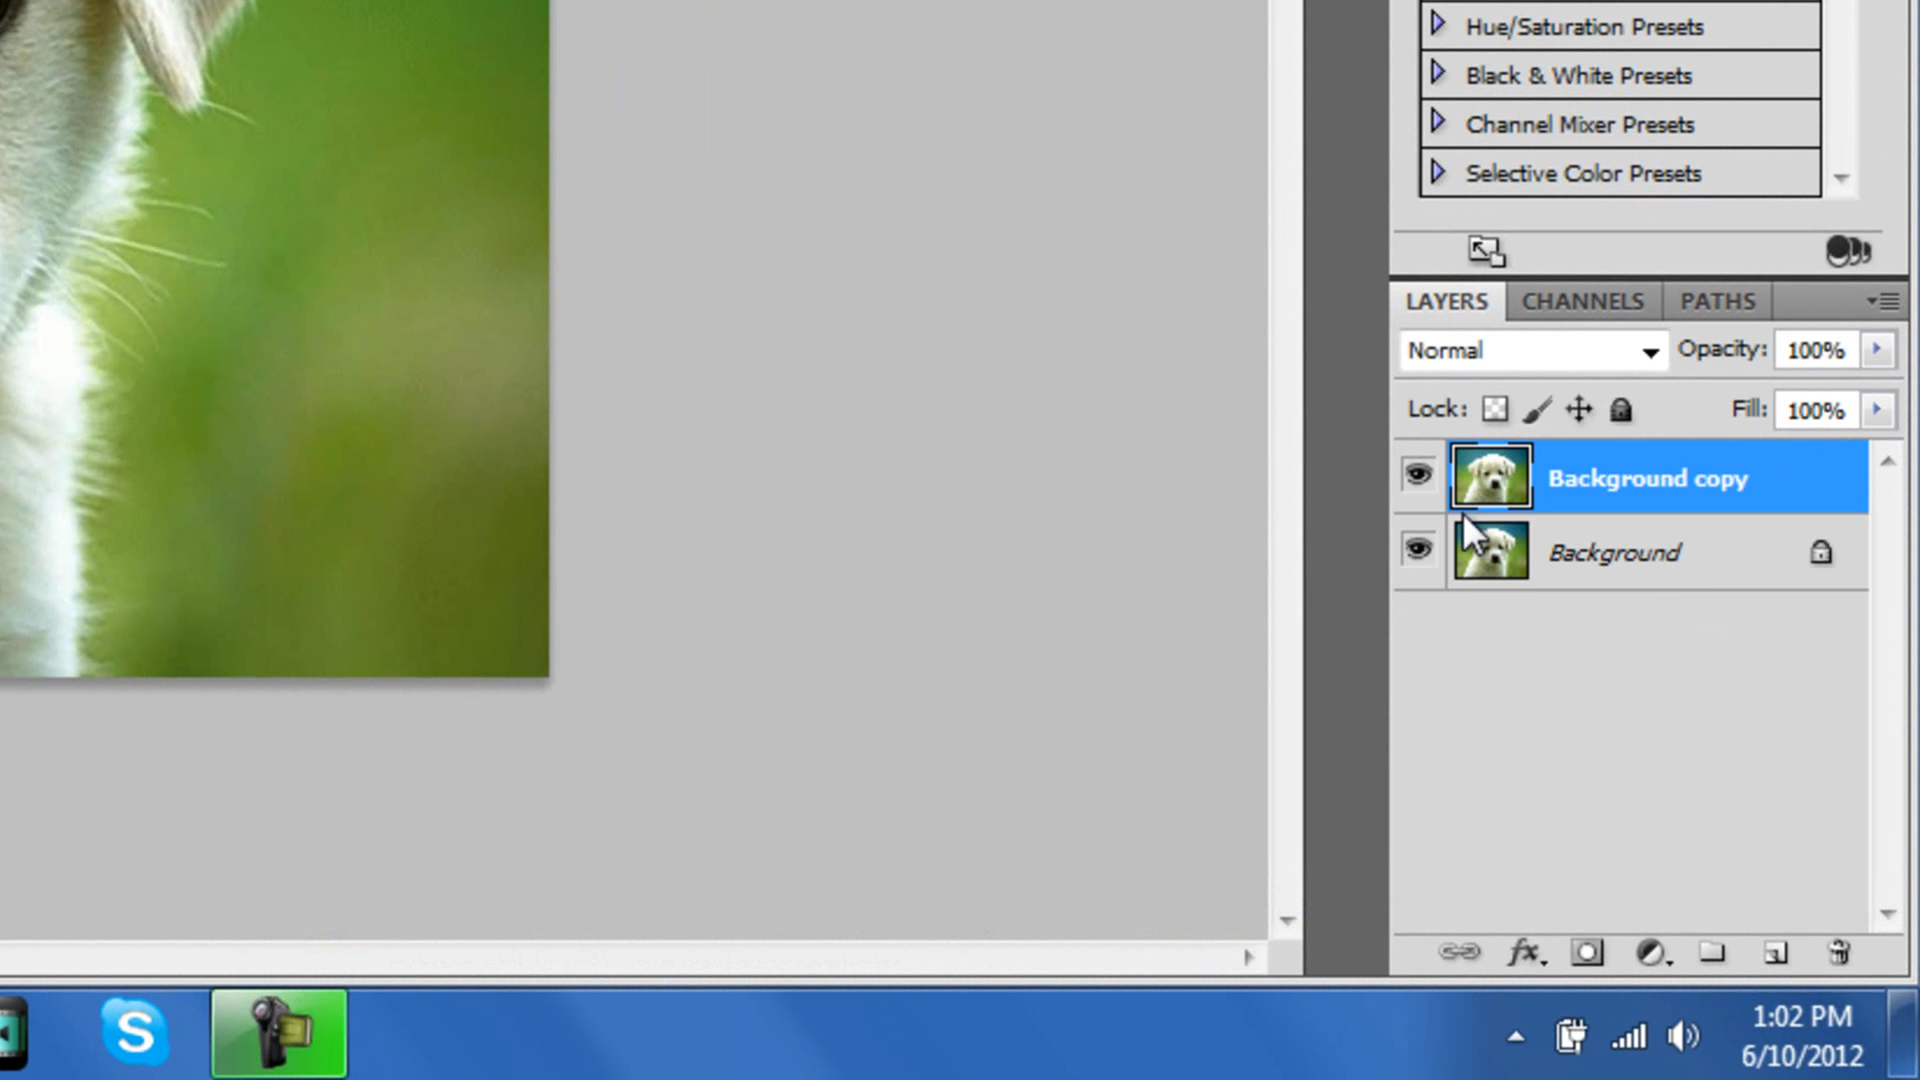 Hue/Saturation Presets
Black & White Presets
Channel Mixer Presets
Selective Color Presets
LAYERS CHANNELS PATHS
Normal Opacity: 100%
Lock: Fill: 100%
Background copy
Background
fx
S
1:02 PM
6/10/2012